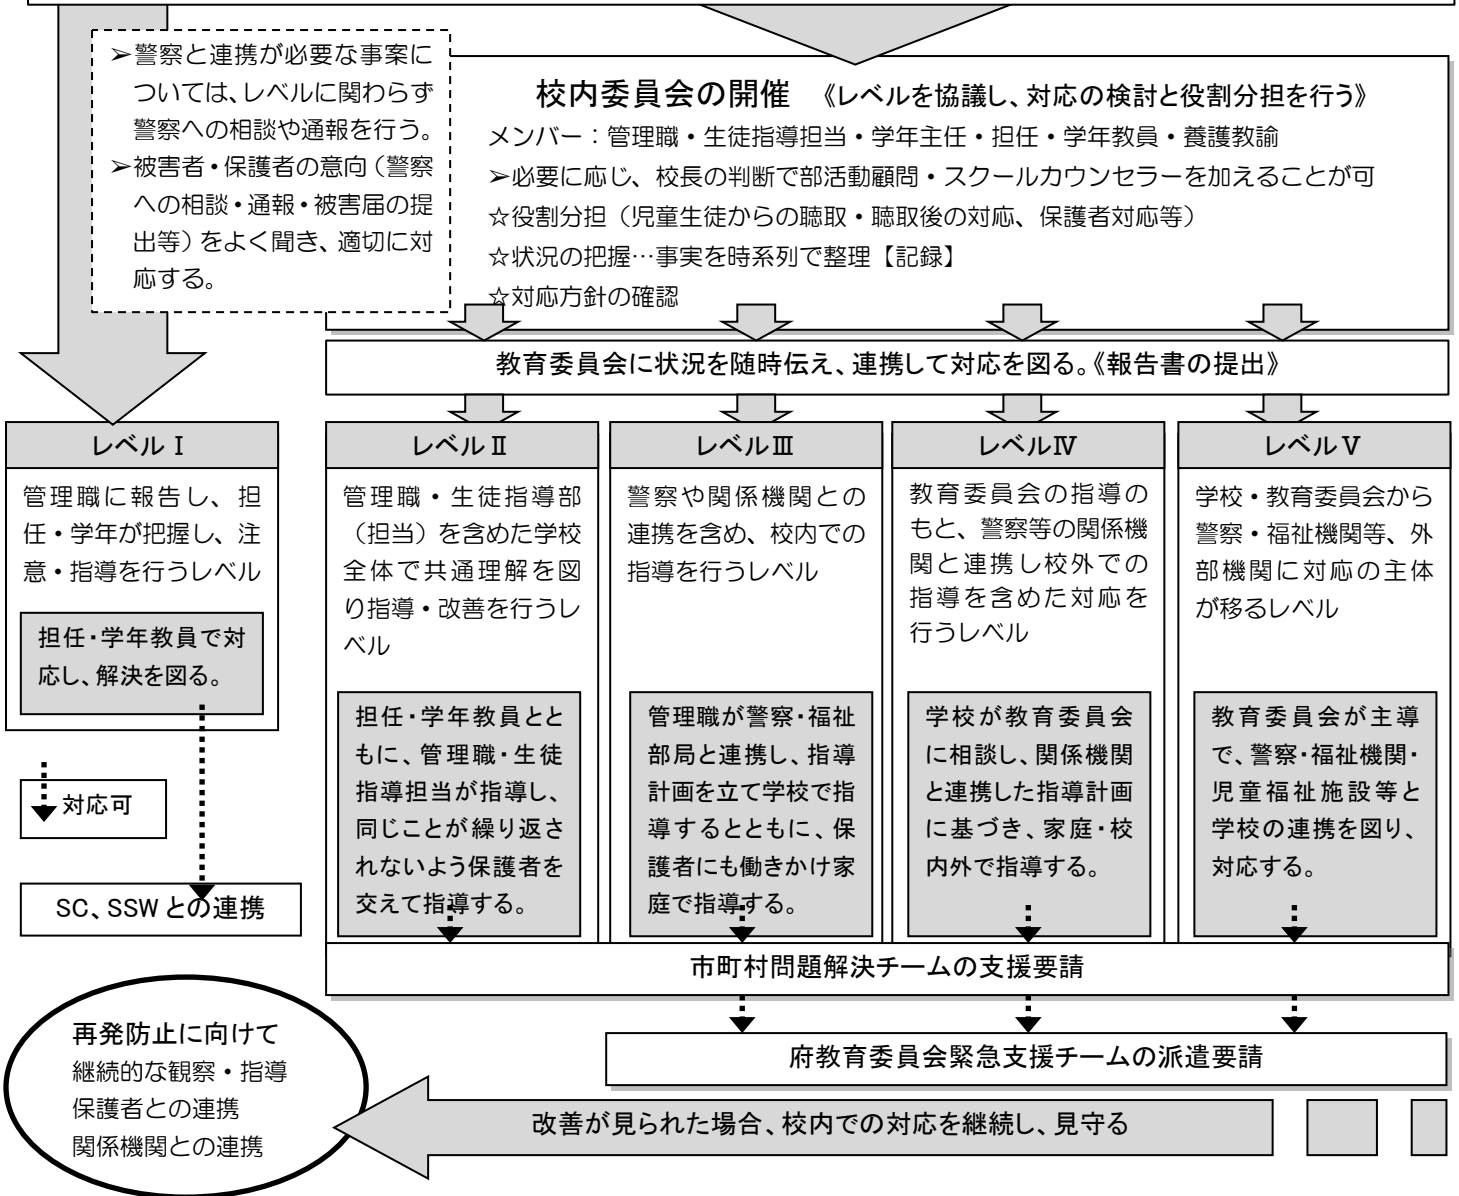 ➢警察と連携が必要な事案に
ついては、レベルに関わらず
警察への相談や通報を行う。
➢被害者・保護者の意向（警察
への相談・通報・被害届の提
出等）をよく聞き、適切に対
応する。
校内委員会の開催 《レベルを協議し、対応の検討と役割分担を行う》
メンバー：管理職・生徒指導担当・学年主任・担任・学年教員・養護教諭
➢必要に応じ、校長の判断で部活動顧問・スクールカウンセラーを加えることが可
☆役割分担（児童生徒からの聴取・聴取後の対応、保護者対応等）
☆状況の把握…事実を時系列で整理【記録】
☆対応方針の確認
教育委員会に状況を随時伝え、連携して対応を図る。《報告書の提出》
レベルⅠ
管理職に報告し、担
任・学年が把握し、注
意・指導を行うレベル
担任・学年教員で対
応し、解決を図る。
対応可
SC、SSWとの連携
レベルⅡ
管理職・生徒指導部
（担当）を含めた学校
全体で共通理解を図
り指導・改善を行うレ
ベル
担任・学年教員とと
もに、管理職・生徒
指導担当が指導し、
同じことが繰り返さ
れないよう保護者を
交えて指導する。
レベルⅢ
警察や関係機関との
連携を含め、校内での
指導を行うレベル
管理職が警察・福祉
部局と連携し、指導
計画を立て学校で指
導するとともに、保
護者にも働きかけ家
庭で指導する。
レベルⅣ
教育委員会の指導の
もと、警察等の関係機
関と連携し校外での
指導を含めた対応を
行うレベル
学校が教育委員会
に相談し、関係機関
と連携した指導計画
に基づき、家庭・校
内外で指導する。
レベルⅤ
学校・教育委員会から
警察・福祉機関等、外
部機関に対応の主体
が移るレベル
教育委員会が主導
で、警察・福祉機関・
児童福祉施設等と
学校の連携を図り、
対応する。
市町村問題解決チームの支援要請
府教育委員会緊急支援チームの派遣要請
改善が見られた場合、校内での対応を継続し、見守る
再発防止に向けて
継続的な観察・指導
保護者との連携
関係機関との連携